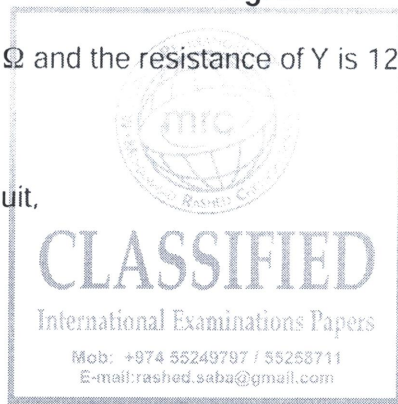 Ω and the resistance of Y is 12
mrc
uit,
RASHED
CLASSIFIED
International Examinations Papers
Mob: +974 55249797 / 55258711
E-mail:rashed.saba@gmail.com